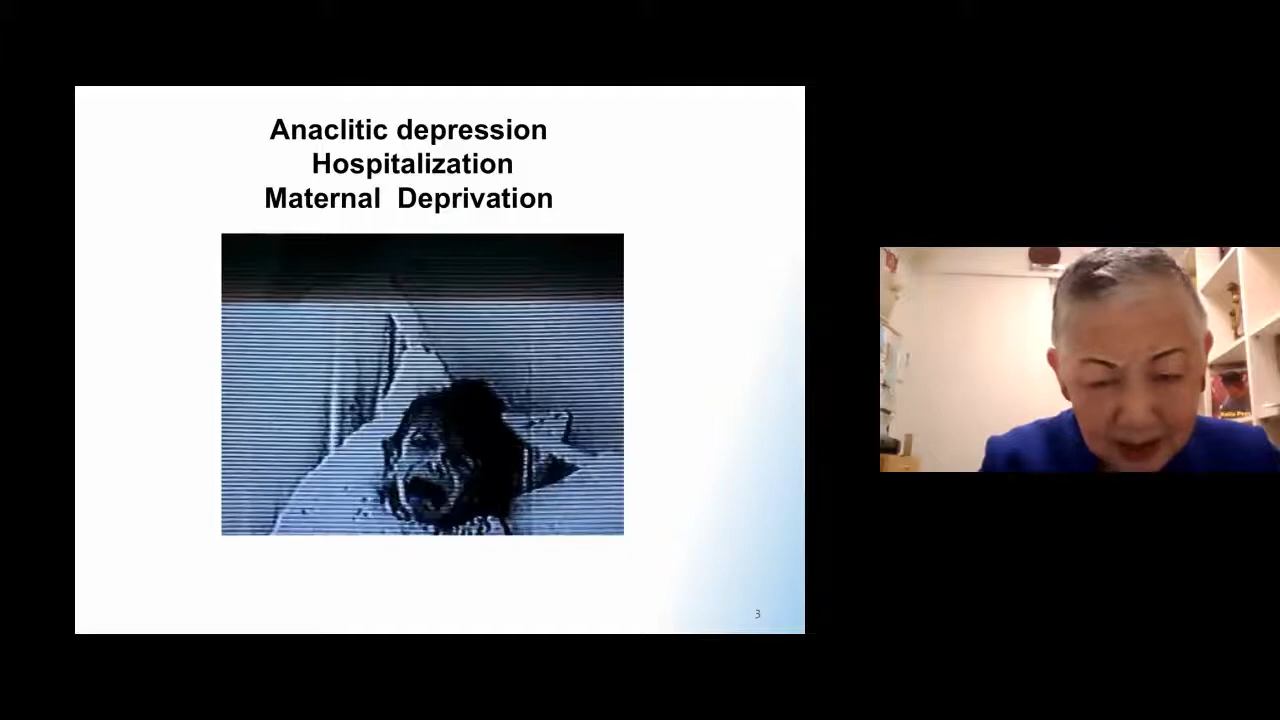 Anaclitic depression
Hospitalization
Maternal Deprivation
3